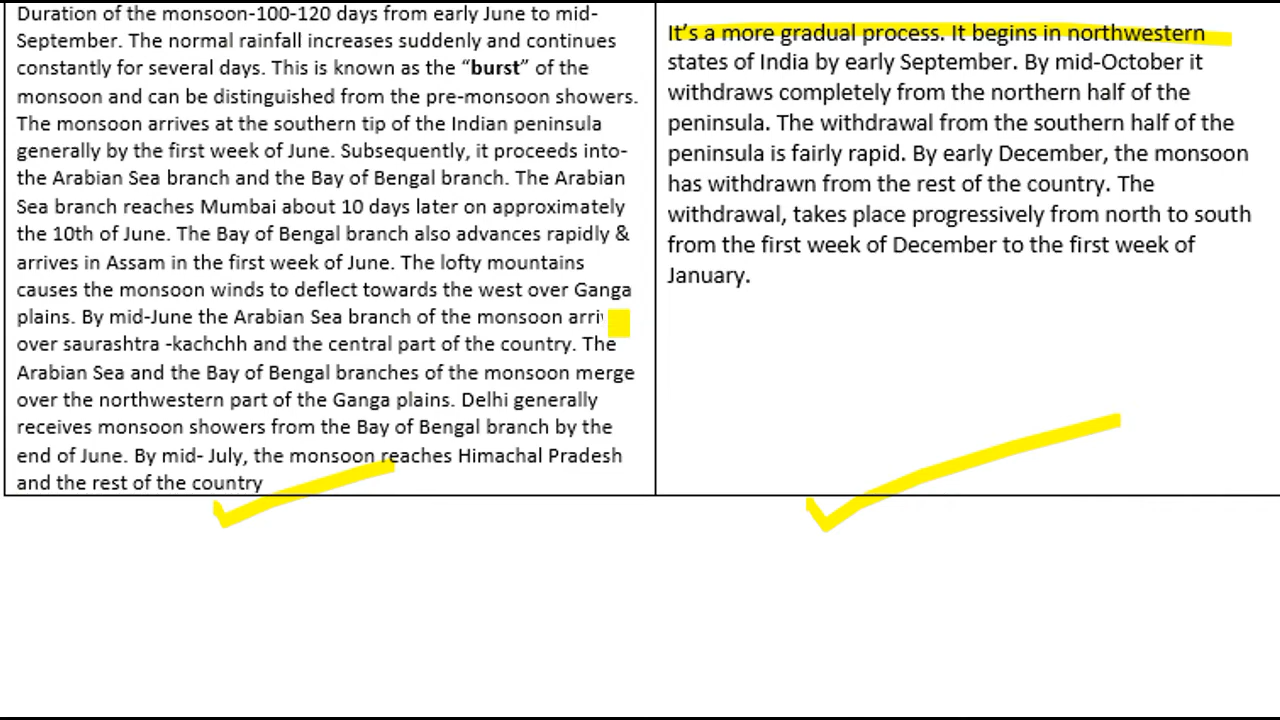 Duration of the monsoon-100-120 days from early June to mid-
September. The normal rainfall increases suddenly and continues
constantly for several days. This is known as the “burst” of the
monsoon and can be distinguished from the pre-monsoon showers.
The monsoon arrives at the southern tip of the Indian peninsula
generally by the first week of June. Subsequently, it proceeds into-
the Arabian Sea branch and the Bay of Bengal branch. The Arabian
Sea branch reaches Mumbai about 10 days later on approximately
the 10th of June. The Bay of Bengal branch also advances rapidly &
arrives in Assam in the first week of June. The lofty mountains
causes the monsoon winds to deflect towards the west over Ganga
plains. By mid-June the Arabian Sea branch of the monsoon
over saurashtra -kachchh and the central part of the country. The
Arabian Sea and the Bay of Bengal branches of the monsoon merge
over the northwestern part of the Ganga plains. Delhi generally
receives monsoon showers from the Bay of Bengal branch by the
end of June. By mid- July, the monsoon reaches Himachal Pradesh
and the rest of the country
It’s a more gradual process. It begins in northwestern
states of India by early September. By mid-October it
withdraws completely from the northern half of the
peninsula. The withdrawal from the southern half of the
peninsula is fairly rapid. By early December, the monsoon
has withdrawn from the rest of the country. The
withdrawal, takes place progressively from north to south
from the first week of December to the first week of
January.